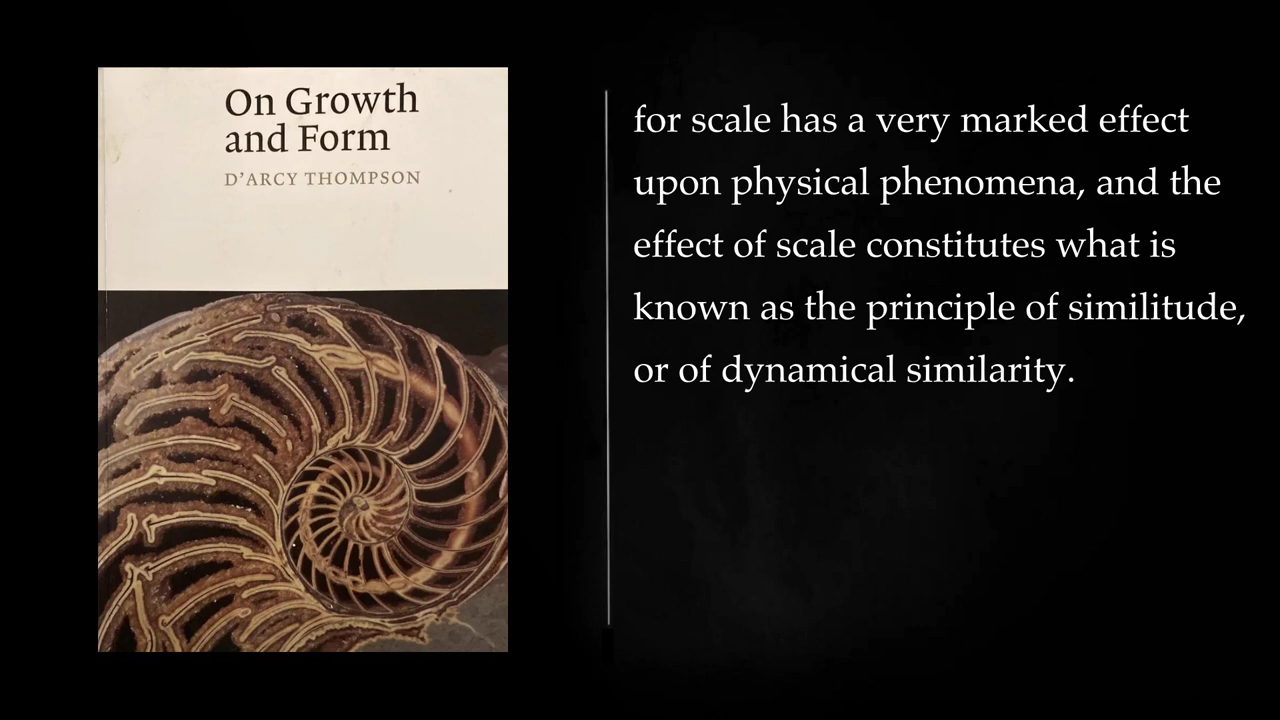 On Growth
and Form
D'ARCY THOMPSON
for scale has a very marked effect
upon physical phenomena, and the
effect of scale constitutes what is
known as the principle of similitude,
or of dynamical similarity.